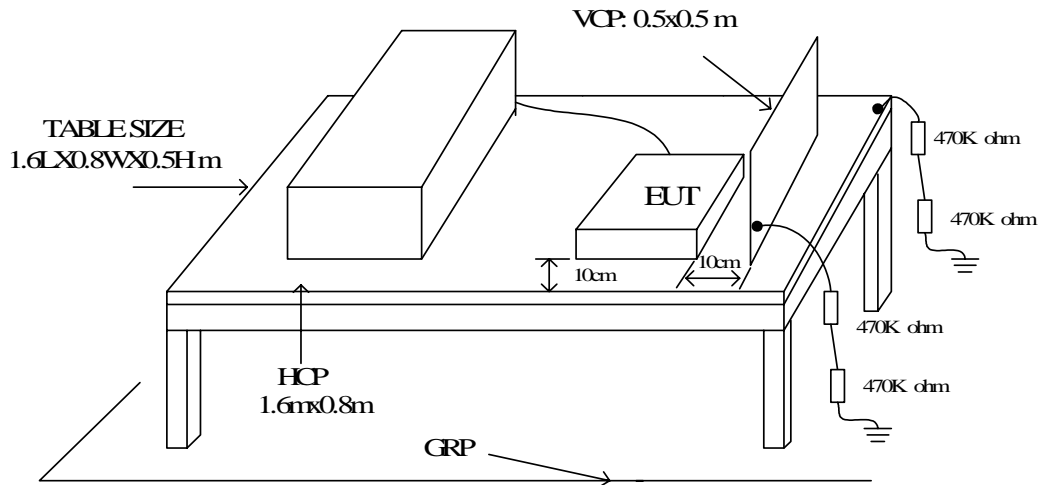 VCP: 0.5x0.5 m
TABLE SIZE
1.6LX0.8WX0.5H m
470K ohm
EUT
470K ohm
10cm
10cm
470K ohm
HCP
1.6mx0.8m
470K ohm
GRP